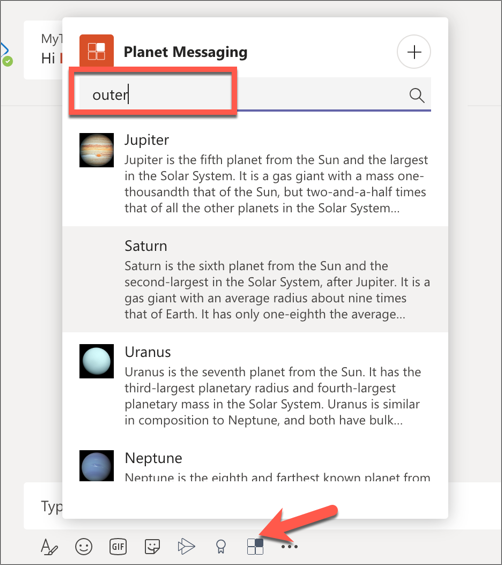 MyT
Hi
Planet Messaging
outer
Jupiter
Jupiter is the fifth planet from the Sun and the largest
in the Solar System. It is a gas giant with a mass one-
thousandth that of the Sun, but two-and-a-half times
that of all the other planets in the Solar System...
Saturn
Saturn is the sixth planet from the Sun and the
second-largest in the Solar System, after Jupiter. It is a
gas giant with an average radius about nine times
that of Earth. It has only one-eighth the average...
Uranus
Uranus is the seventh planet from the Sun. It has the
third-largest planetary radius and fourth-largest
planetary mass in the Solar System. Uranus is similar
in composition to Neptune, and both have bulk...
Neptune
Neptune is the eighth and farthest known planet from
Typ
GIF